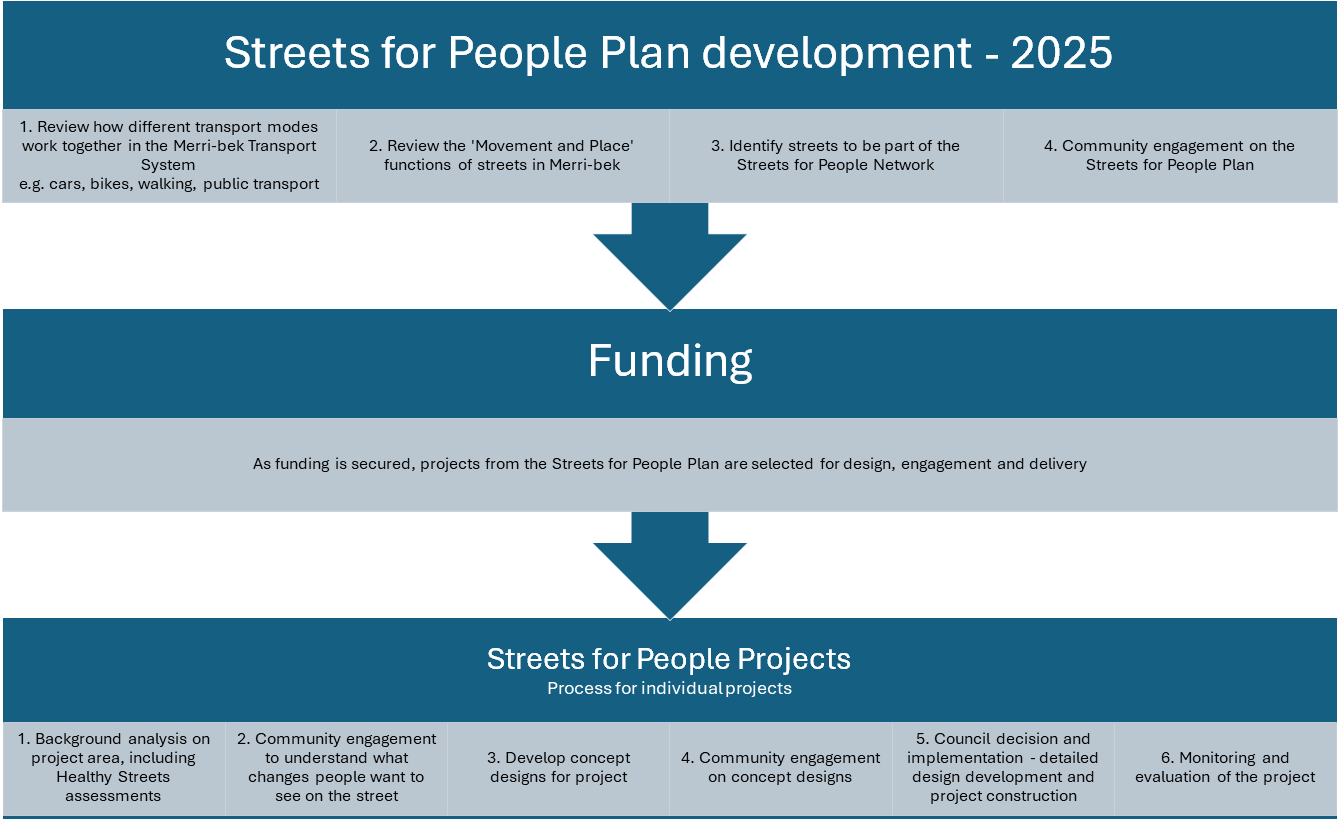 Streets for People Plan development - 2025
1. Review how different transport modes
work together in the Merri-bek Transport
System
e.g. cars, bikes, walking, public transport
2. Review the 'Movement and Place'
functions of streets in Merri-bek
3. Identify streets to be part of the
Streets for People Network
4. Community engagement on the
Streets for People Plan
Funding
As funding is secured, projects from the Streets for People Plan are selected for design, engagement and delivery
Streets for People Projects
Process for individual projects
1. Background analysis on
project area, including
Healthy Streets
assessments
2. Community engagement
to understand what
changes people want to
see on the street
3. Develop concept
designs for project
4. Community engagement
on concept designs
5. Council decision and
implementation - detailed
design development and
project construction
6. Monitoring and
evaluation of the project